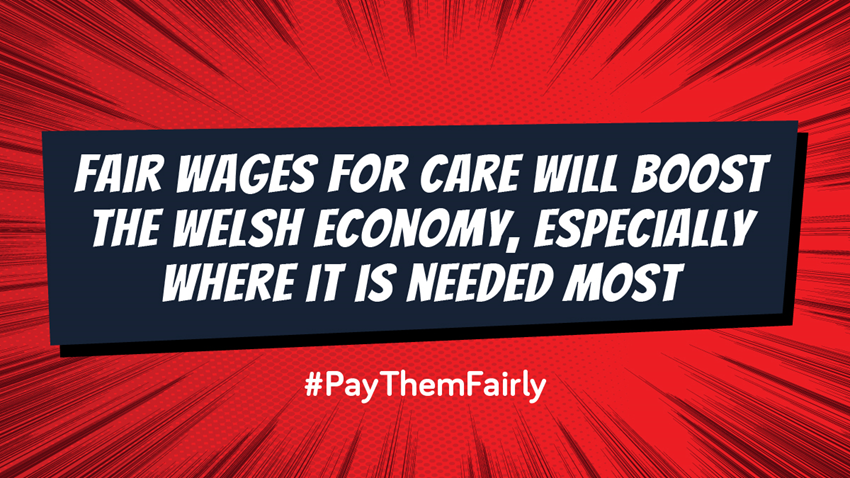 FAIR WAGES FOR CARE WILL BOOST
THE WELSH ECONOMY, ESPECIALLY
WHERE IT IS NEEDED MOST
#PayThemFairly